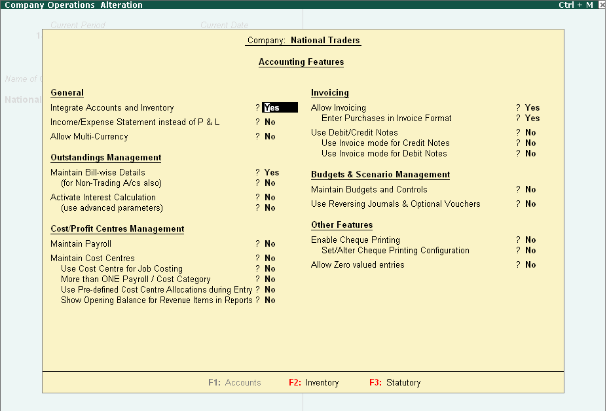 Company Operations Alteration Ctrl + M
Current Period Current Date
Company: National Traders
Accounting Features
Name of
National
General
Integrate Accounts and Inventory ? Yes
Income/Expense Statement instead of P & L ? No
Allow Multi-Currency ? No
Outstandings Management
Maintain Bill-wise Details ? Yes
(for Non-Trading A/cs also) ? No
Activate Interest Calculation ? No
(use advanced parameters) ? No
Cost/Profit Centres Management
Maintain Payroll ? No
Maintain Cost Centres ? No
Use Cost Centre for Job Costing ? No
More than ONE Payroll / Cost Category ? No
Use Pre-defined Cost Centre Allocations during Entry ? No
Show Opening Balance for Revenue Items in Reports ? No
Invoicing
Allow Invoicing ? Yes
Enter Purchases in Invoice Format ? Yes
Use Debit/Credit Notes ? No
Use Invoice mode for Credit Notes ? No
Use Invoice mode for Debit Notes ? No
Budgets & Scenario Management
Maintain Budgets and Controls ? No
Use Reversing Journals & Optional Vouchers ? No
Other Features
Enable Cheque Printing ? No
Set/Alter Cheque Printing Configuration ? No
Allow Zero valued entries ? No
F1: Accounts F2: Inventory F3: Statutory